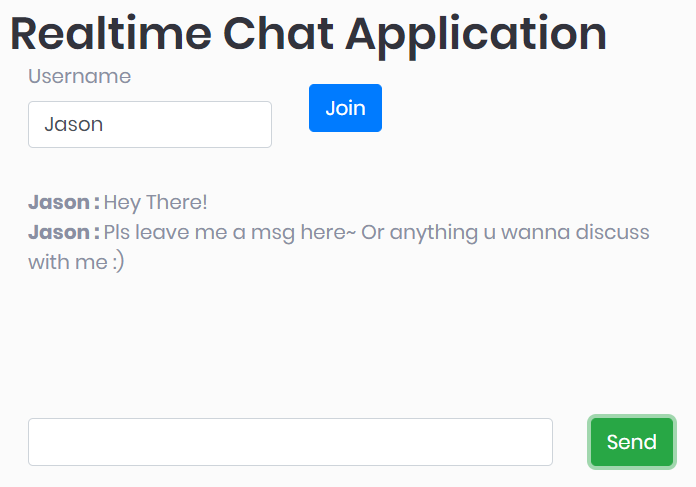 Realtime Chat Application
Username
Join
Jason
Jason : Hey There!
Jason : Pls leave me a msg here~ Or anything u wanna discuss
with me :)
Send